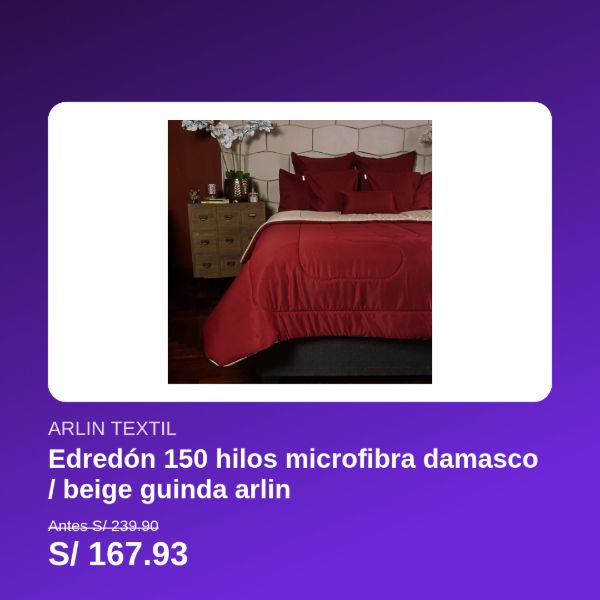 ARLIN TEXTIL
Edredón 150 hilos microfibra damasco
/ beige guinda arlin
Antes S/ 239.90
S/ 167.93